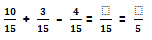 10/15 + 3/15 - 4/15 = □/15 = □/5